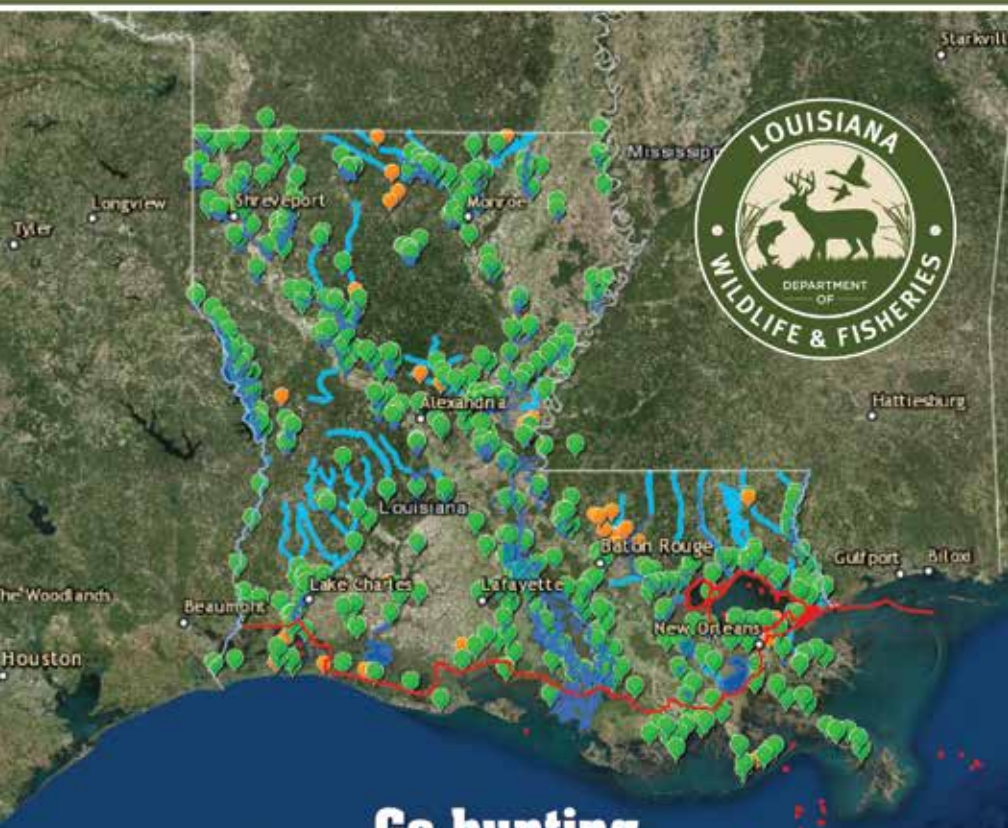 Starkvill
LOUISIANA
Mississipp
Longview
Shreveport
Monroe
Tyler
DEPARTMENT
OF
WILDLIFE & FISHERIES
Alexandria
Hattiesburg
Louisiana
Baton Rouge
Gulfport
Biloxi
he Woodlands
Lake Charles
Lafayette
Beaumont
New Orleans
Houston
Go hunting